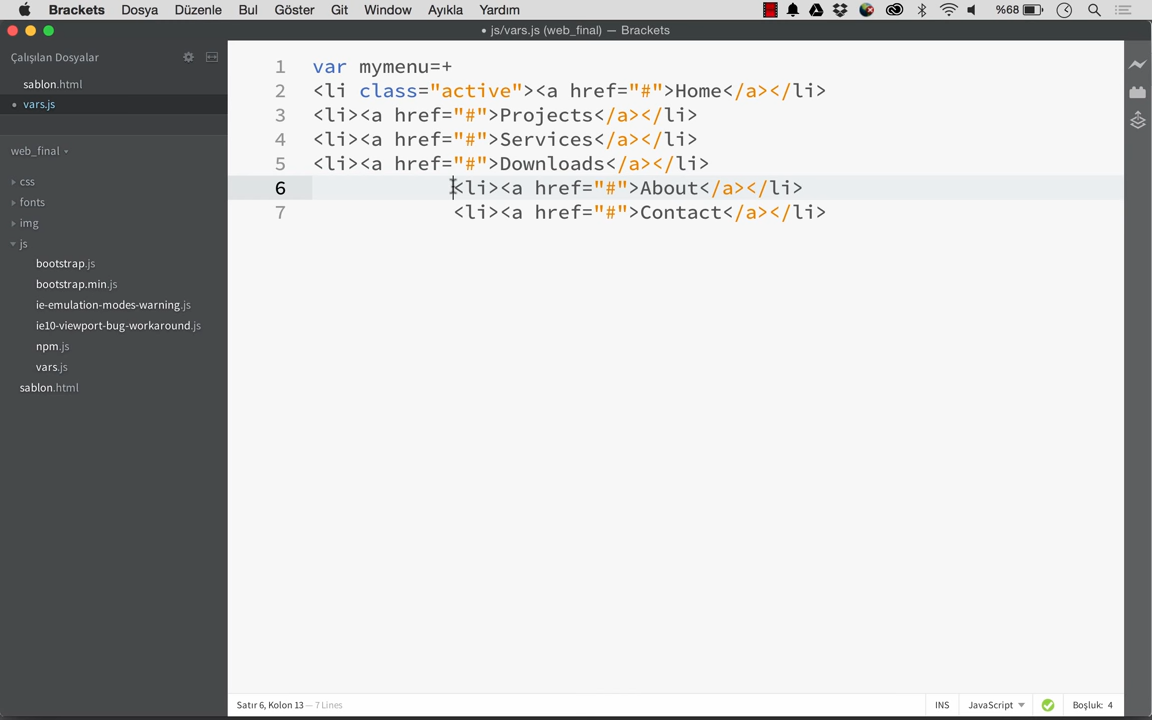 Brackets Dosya Düzenle Bul Göster Git Window Ayıkla Yardım %68
• js/vars.js (web_final) — Brackets
Çalışılan Dosyalar
sablon.html
• vars.js
web_final
css
fonts
img
js
bootstrap.js
bootstrap.min.js
ie-emulation-modes-warning.js
ie10-viewport-bug-workaround.js
npm.js
vars.js
sablon.html
1 var mymenu=+
2 <li class="active"><a href="#">Home</a></li>
3 <li><a href="#">Projects</a></li>
4 <li><a href="#">Services</a></li>
5 <li><a href="#">Downloads</a></li>
6 <li><a href="#">About</a></li>
7 <li><a href="#">Contact</a></li>
Satır 6, Kolon 13 — 7 Lines INS JavaScript Boşluk: 4